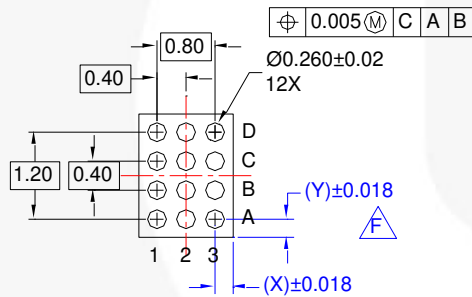 ⌖ 0.005 Ⓜ C A B
0.80
Ø0.260±0.02
12X
0.40
D
C
1.20
0.40
B
(Y)±0.018
A
F
1 2 3
(X)±0.018